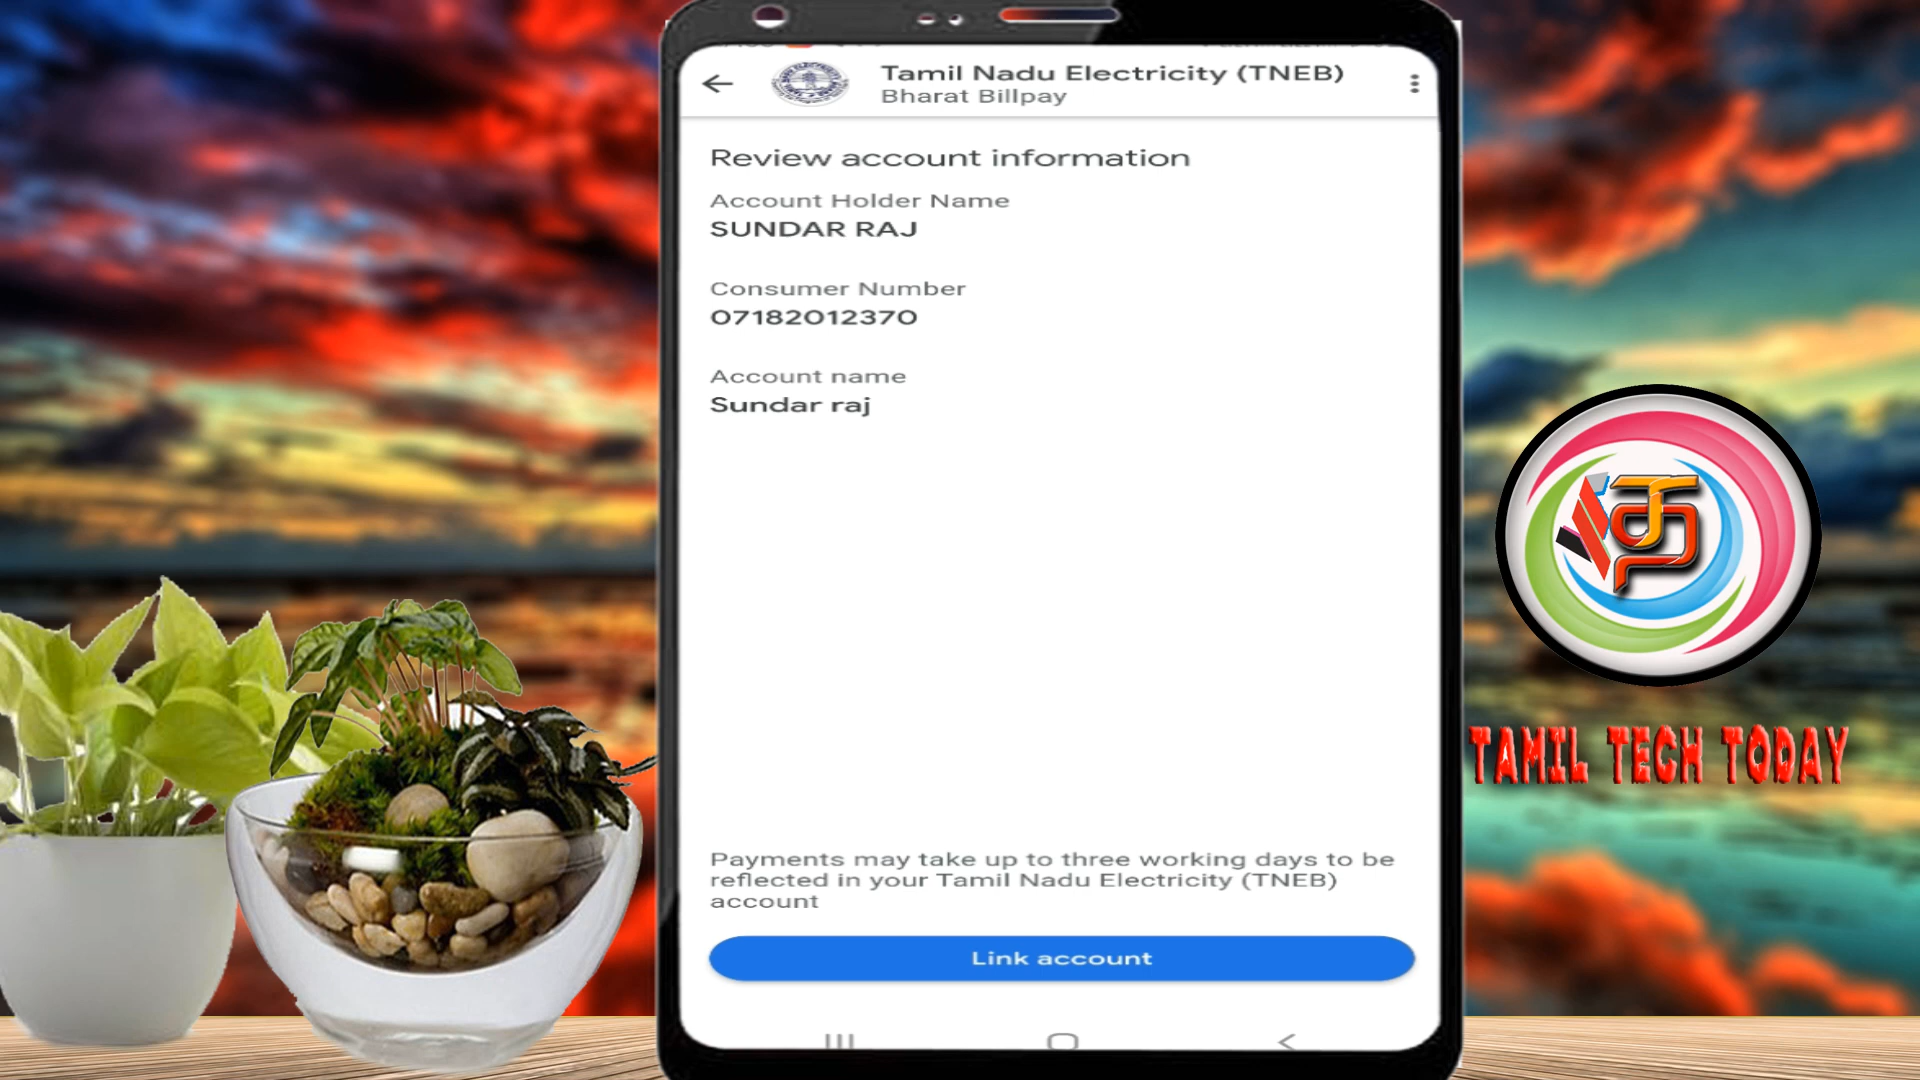 Tamil Nadu Electricity (TNEB)
Bharat Billpay
Review account information
Account Holder Name
SUNDAR RAJ
Consumer Number
07182012370
Account name
Sundar raj
Payments may take up to three working days to be
reflected in your Tamil Nadu Electricity (TNEB)
account
Link account
TAMIL TECH TODAY